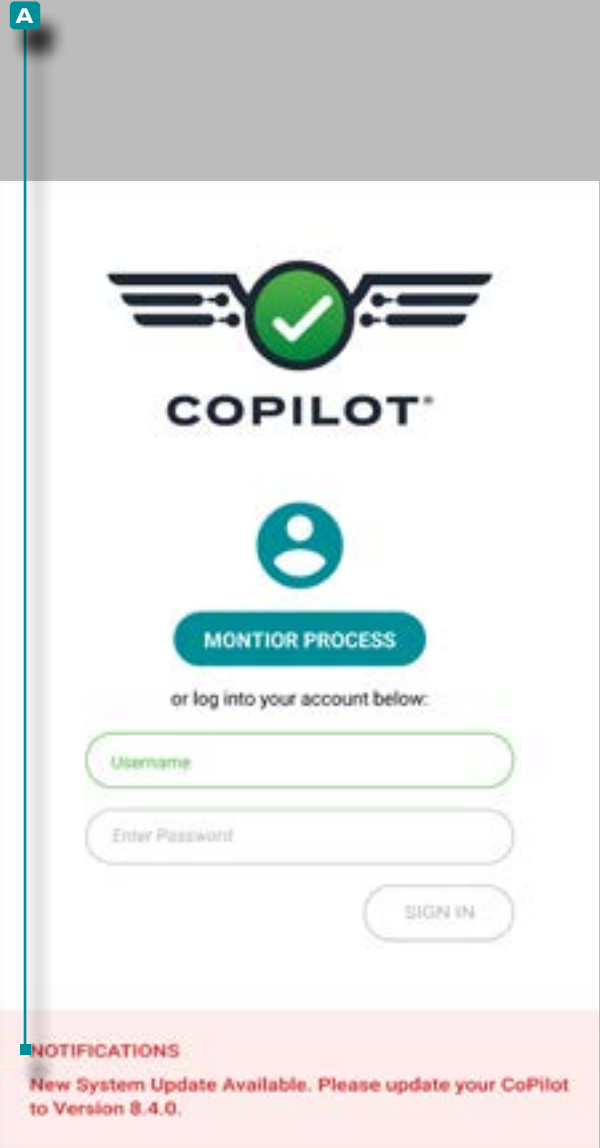 A
COPILOT®
MONTIOR PROCESS
or log into your account below:
Username
Enter Password
SIGN IN
NOTIFICATIONS
New System Update Available. Please update your CoPilot
to Version 8.4.0.